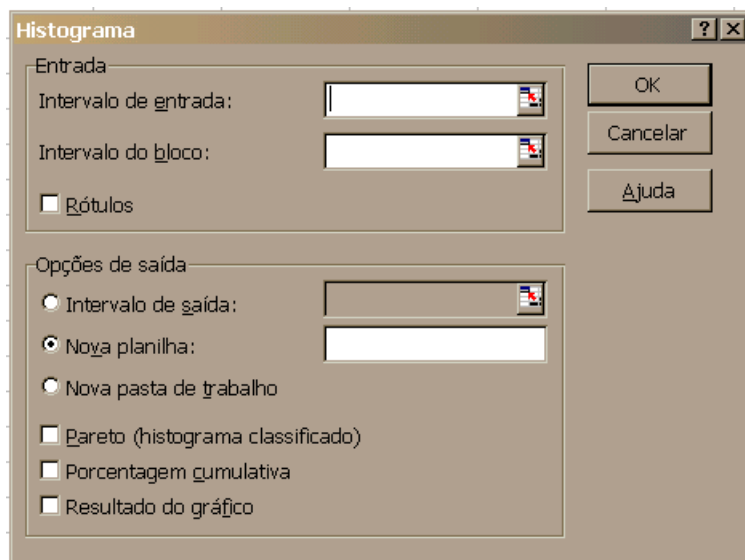 Histograma
Entrada
Intervalo de entrada:
Intervalo do bloco:
Rótulos
OK
Cancelar
Ajuda
Opções de saída
Intervalo de saída:
Nova planilha:
Nova pasta de trabalho
Pareto (histograma classificado)
Porcentagem cumulativa
Resultado do gráfico